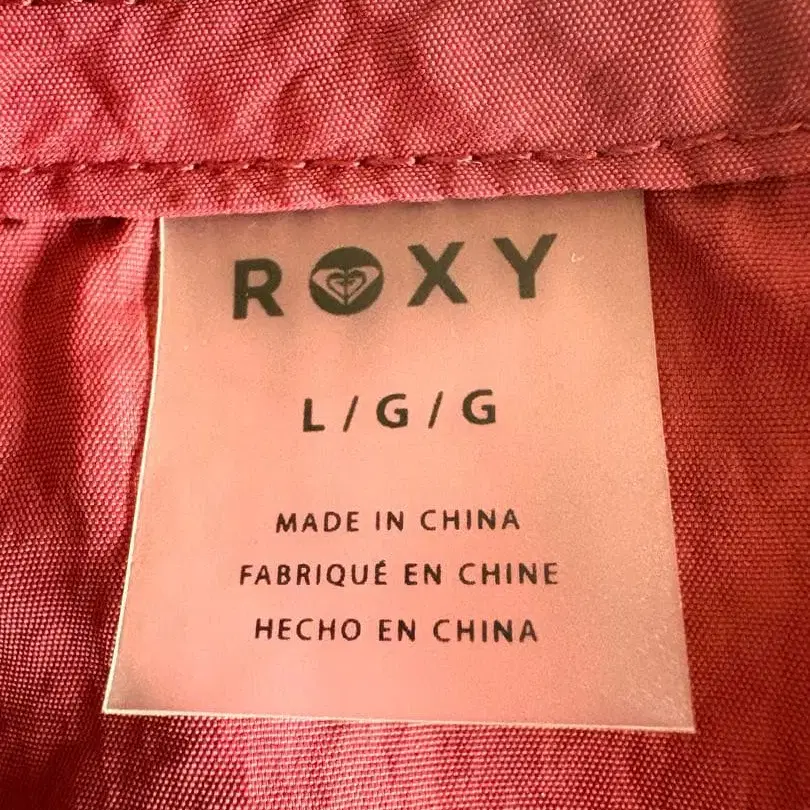 ROXY
L/G/G
MADE IN CHINA
FABRIQUÉ EN CHINE
HECHO EN CHINA